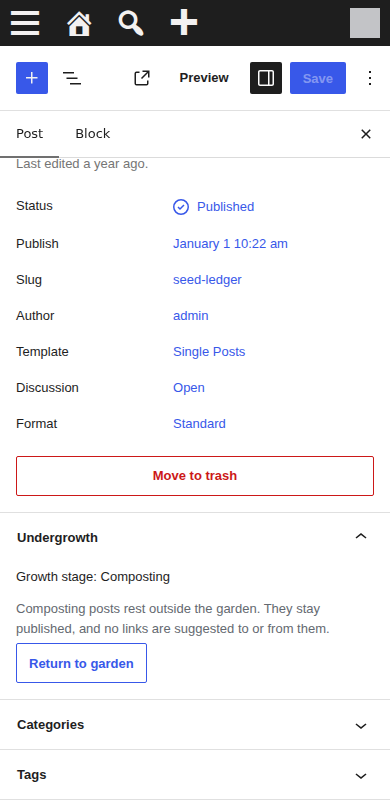 Preview
Save
Post
Block
Last edited a year ago.
Status
Published
Publish
January 1 10:22 am
Slug
seed-ledger
Author
admin
Template
Single Posts
Discussion
Open
Format
Standard
Move to trash
Undergrowth
Growth stage: Composting
Composting posts rest outside the garden. They stay
published, and no links are suggested to or from them.
Return to garden
Categories
Tags